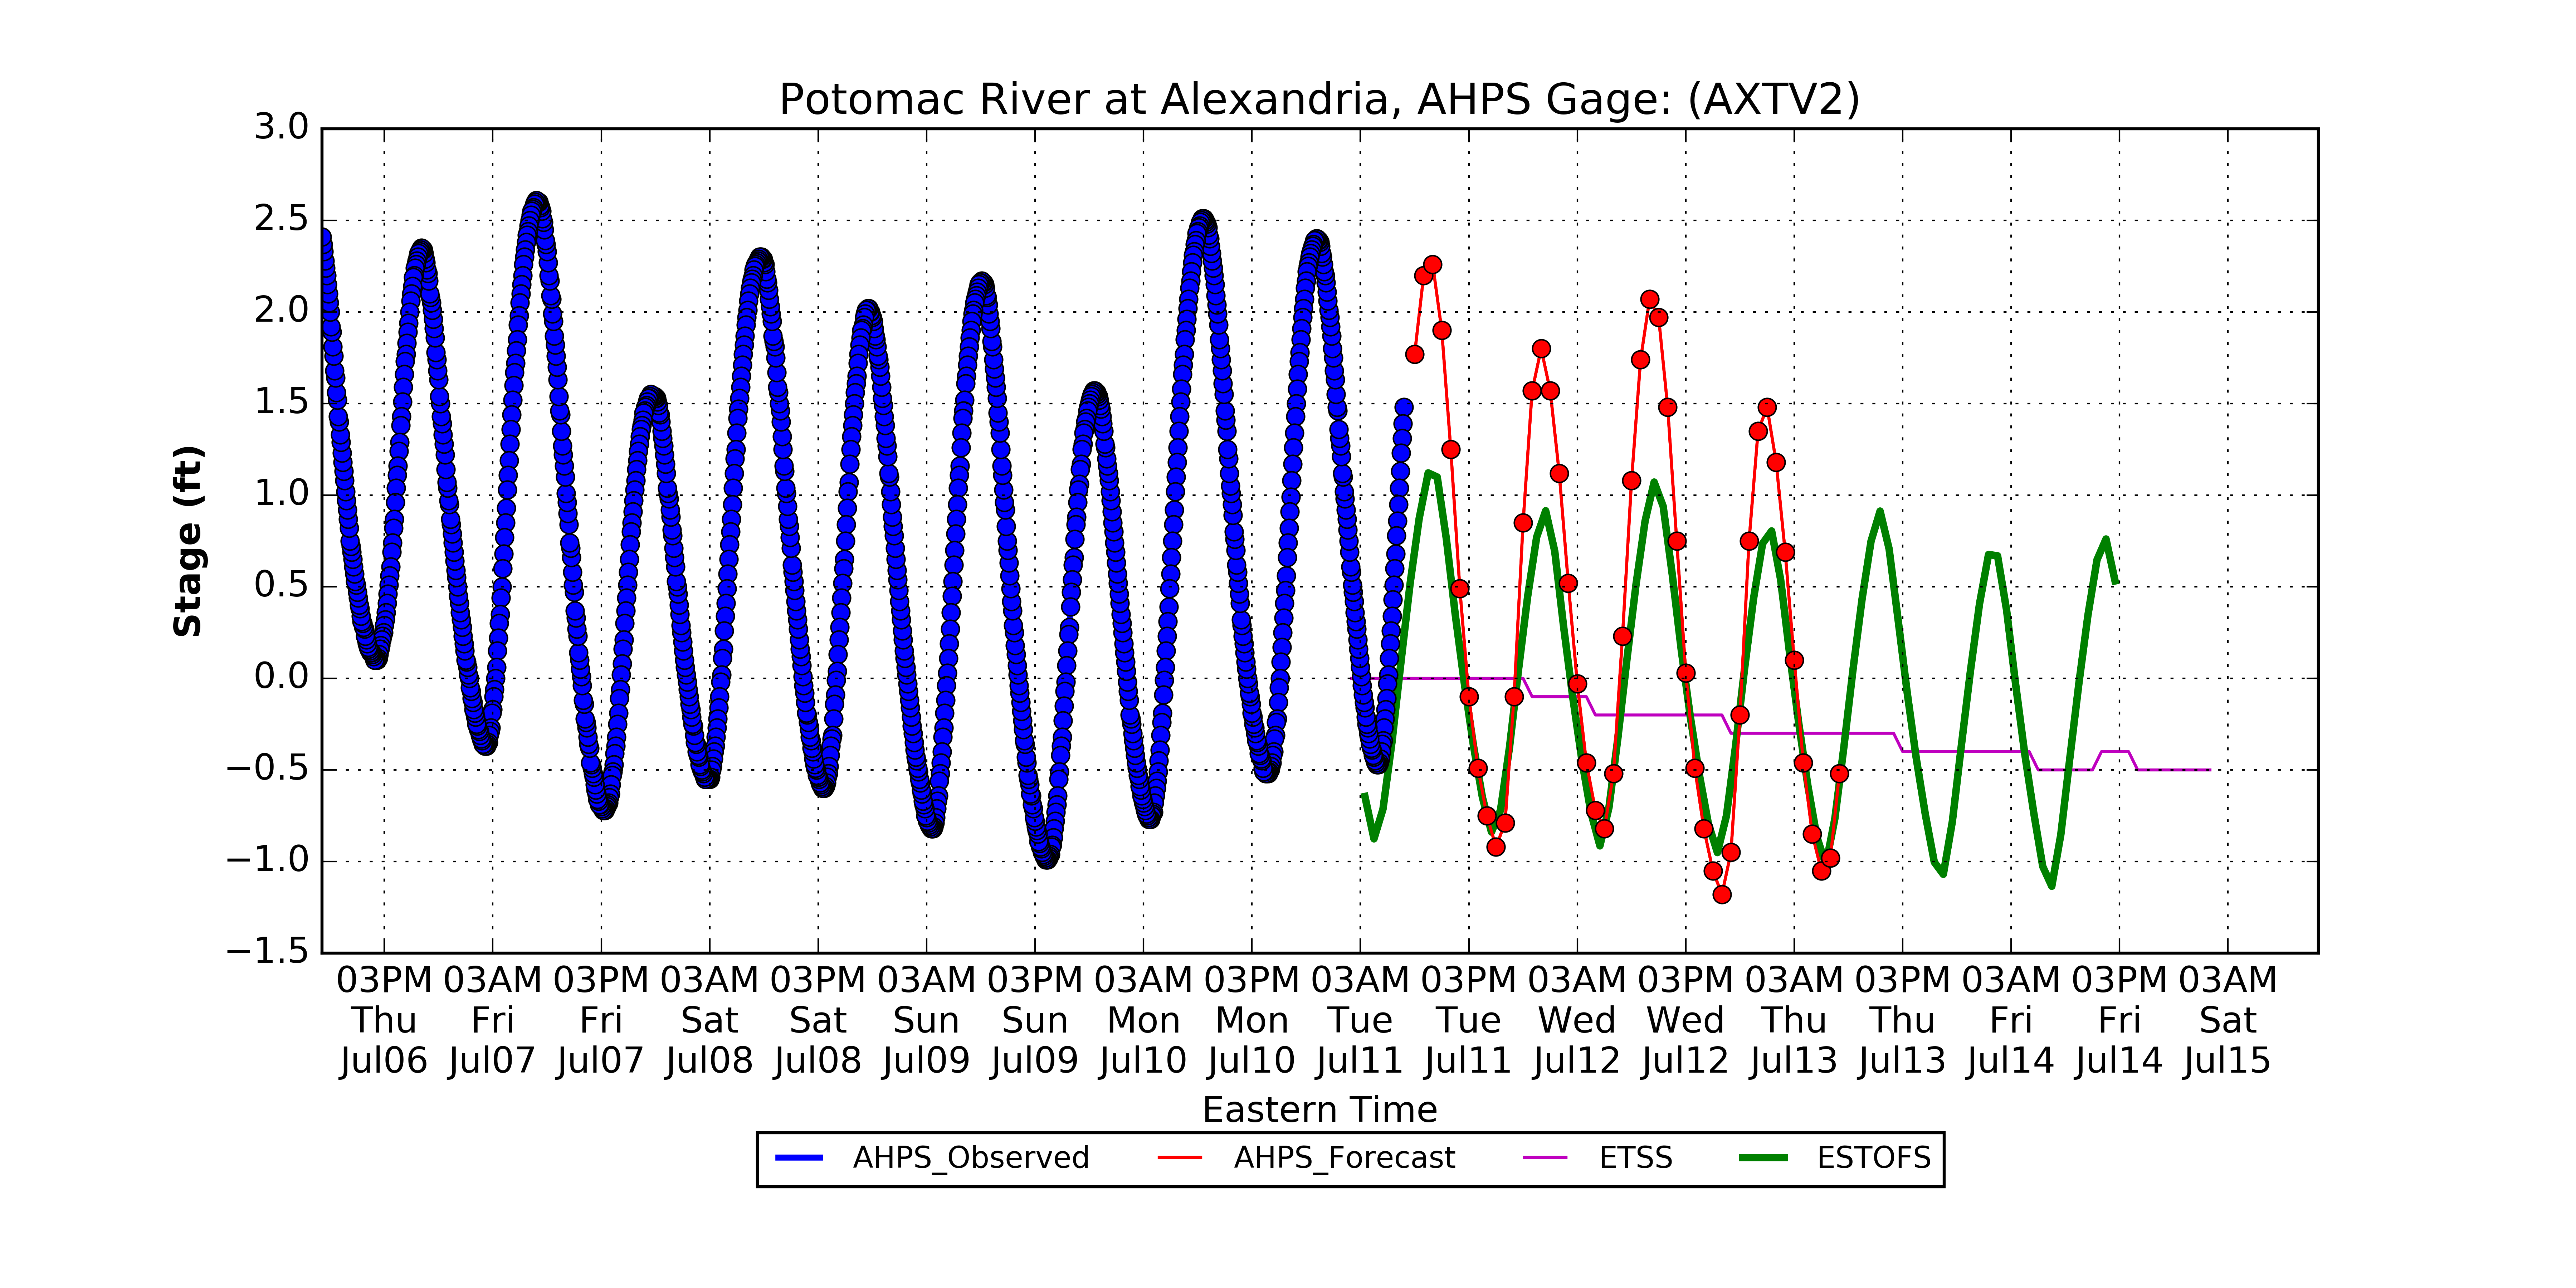 Potomac River at Alexandria, AHPS Gage: (AXTV2)
3.0
2.5
2.0
1.5
1.0
0.5
0.0
−0.5
−1.0
−1.5
Stage (ft)
03PM 03AM 03PM 03AM 03PM 03AM 03PM 03AM 03PM 03AM 03PM 03AM 03PM 03AM 03PM 03AM 03PM 03AM
Thu Fri Fri Sat Sat Sun Sun Mon Mon Tue Tue Wed Wed Thu Thu Fri Fri Sat
Jul06 Jul07 Jul07 Jul08 Jul08 Jul09 Jul09 Jul10 Jul10 Jul11 Jul11 Jul12 Jul12 Jul13 Jul13 Jul14 Jul14 Jul15
Eastern Time
AHPS_Observed AHPS_Forecast ETSS ESTOFS